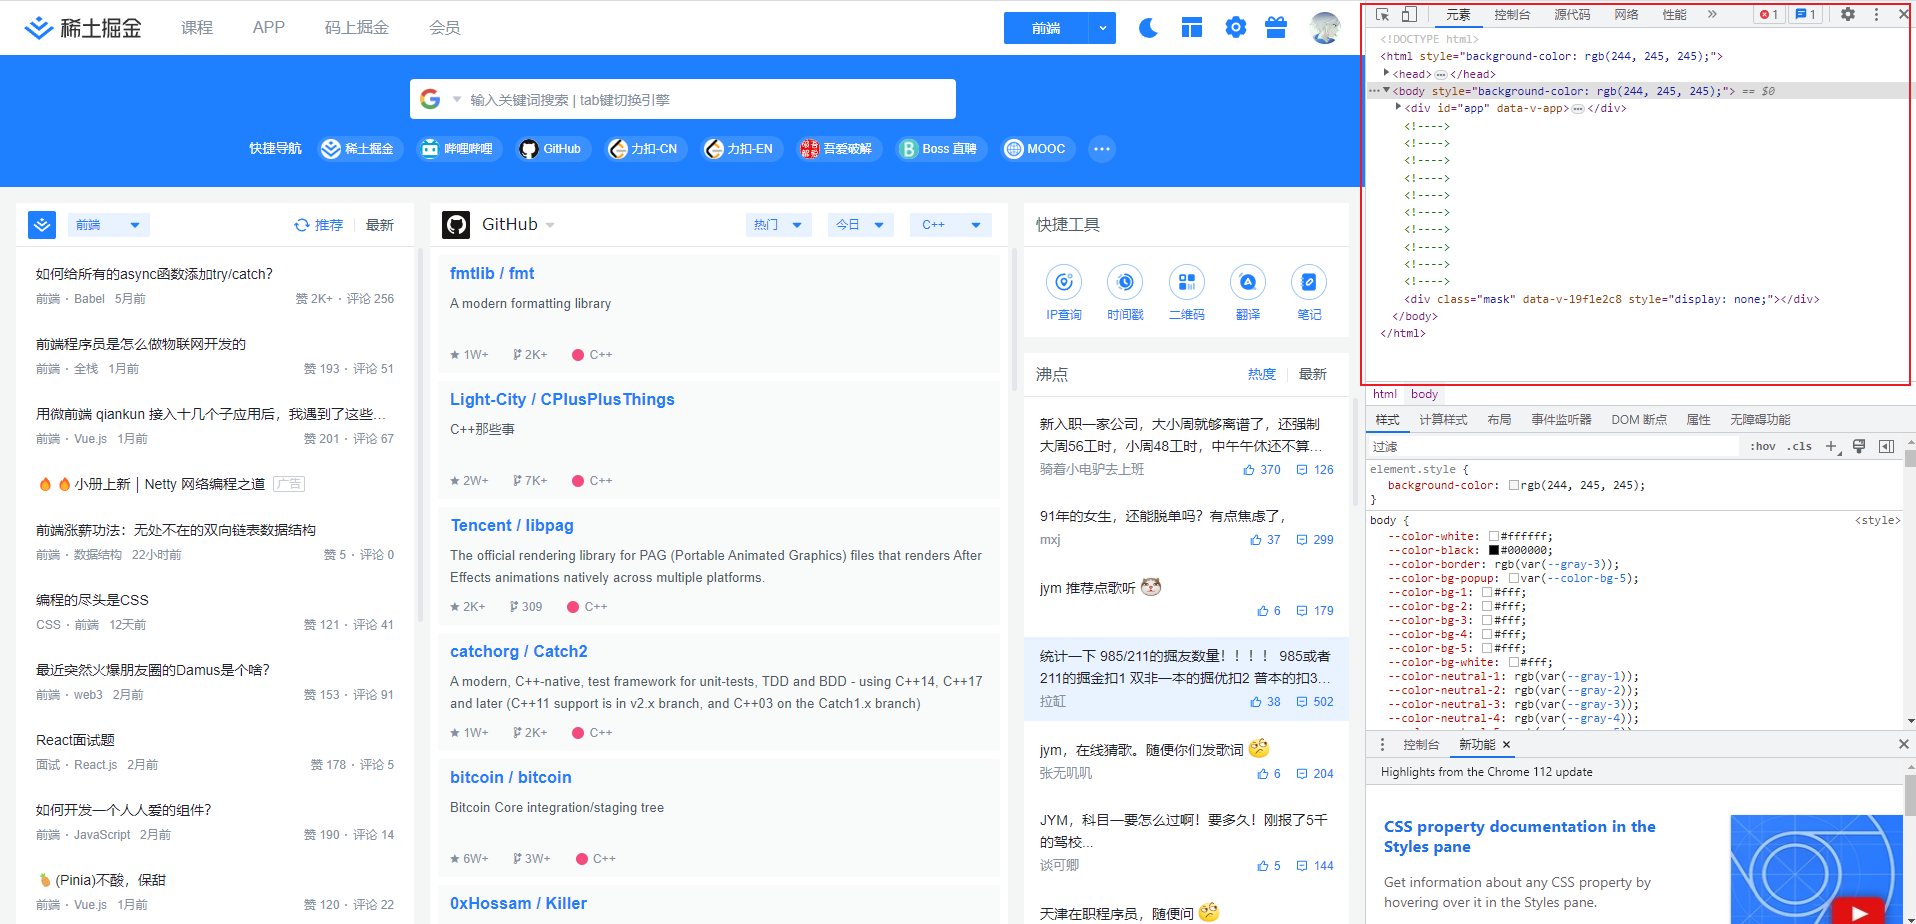 稀土掘金
课程
APP
码上掘金
会员
前端
输入关键词搜索 | tab键切换引擎
快捷导航
稀土掘金
哔哩哔哩
GitHub
力扣-CN
力扣-EN
吾爱破解
Boss 直聘
MOOC
前端
推荐
最新
如何给所有的async函数添加try/catch?
前端 · Babel 5月前
赞 2K+ · 评论 256
前端程序员是怎么做物联网开发的
前端 · 全栈 1月前
赞 193 · 评论 51
用微前端 qiankun 接入十几个子应用后，我遇到了这些...
前端 · Vue.js 1月前
赞 201 · 评论 67
小册上新 | Netty 网络编程之道 广告
前端涨薪功法：无处不在的双向链表数据结构
前端 · 数据结构 22小时前
赞 5 · 评论 0
编程的尽头是CSS
CSS · 前端 12天前
赞 121 · 评论 41
最近突然火爆朋友圈的Damus是个啥?
前端 · web3 2月前
赞 153 · 评论 91
React面试题
面试 · React.js 2月前
赞 178 · 评论 5
如何开发一个人人爱的组件?
前端 · JavaScript 2月前
赞 190 · 评论 14
(Pinia)不酸，保甜
前端 · Vue.js 1月前
赞 120 · 评论 22
GitHub
热门
今日
C++
fmtlib / fmt
A modern formatting library
1W+ 2K+ C++
Light-City / CPlusPlusThings
C++那些事
2W+ 7K+ C++
Tencent / libpag
The official rendering library for PAG (Portable Animated Graphics) files that renders After
Effects animations natively across multiple platforms.
2K+ 309 C++
catchorg / Catch2
A modern, C++-native, test framework for unit-tests, TDD and BDD - using C++14, C++17
and later (C++11 support is in v2.x branch, and C++03 on the Catch1.x branch)
1W+ 2K+ C++
bitcoin / bitcoin
Bitcoin Core integration/staging tree
6W+ 3W+ C++
0xHossam / Killer
快捷工具
IP查询
时间戳
二维码
翻译
笔记
沸点
热度
最新
新入职一家公司，大小周就够离谱了，还强制
大周56工时，小周48工时，中午午休还不算...
骑着小电驴去上班
370 126
91年的女生，还能脱单吗？有点焦虑了，
mxj
37 299
jym 推荐点歌听
6 179
统计一下 985/211的掘友数量！！！！ 985或者
211的掘金扣1 双非一本的掘优扣2 普本的扣3...
拉缸
38 502
jym，在线猜歌。随便你们发歌词
张无叽叽
6 204
JYM，科目一要怎么过啊！要多久！刚报了5千
的驾校...
谈可卿
5 144
天津在职程序员，随便问
元素
控制台
源代码
网络
性能
»
1
1
<!DOCTYPE html>
<html style="background-color: rgb(244, 245, 245);">
<head>…</head>
<body style="background-color: rgb(244, 245, 245);"> == $0
<div id="app" data-v-app>…</div>
<!---->
<!---->
<!---->
<!---->
<!---->
<!---->
<!---->
<!---->
<!---->
<!---->
<div class="mask" data-v-19f1e2c8 style="display: none;"></div>
</body>
</html>
html body
样式
计算样式
布局
事件监听器
DOM 断点
属性
无障碍功能
过滤
:hov .cls +
element.style {
background-color: rgb(244, 245, 245);
}
body {
<style>
--color-white: #ffffff;
--color-black: #000000;
--color-border: rgb(var(--gray-3));
--color-bg-popup: var(--color-bg-5);
--color-bg-1: #fff;
--color-bg-2: #fff;
--color-bg-3: #fff;
--color-bg-4: #fff;
--color-bg-5: #fff;
--color-bg-white: #fff;
--color-neutral-1: rgb(var(--gray-1));
--color-neutral-2: rgb(var(--gray-2));
--color-neutral-3: rgb(var(--gray-3));
--color-neutral-4: rgb(var(--gray-4));
控制台
新功能 ×
Highlights from the Chrome 112 update
CSS property documentation in the
Styles pane
Get information about any CSS property by
hovering over it in the Styles pane.